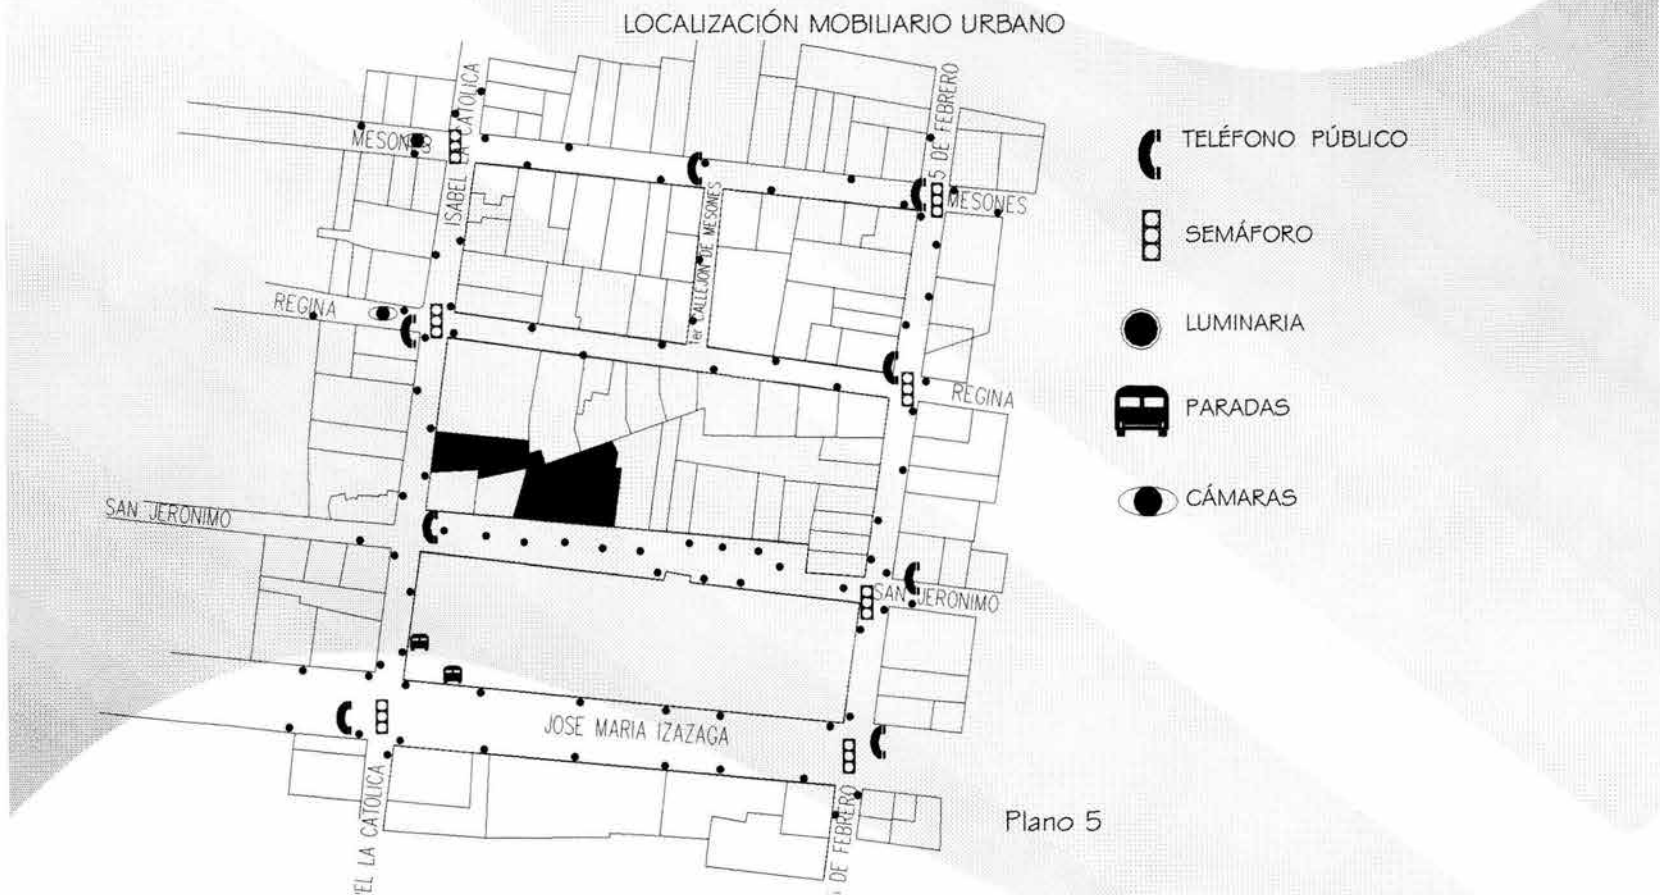 LOCALIZACIÓN MOBILIARIO URBANO
ISABEL LA CATOLICA
5 DE FEBRERO
MESONES
MESONES
1er CALLEJON DE MESONES
REGINA
REGINA
SAN JERONIMO
SAN JERONIMO
JOSE MARIA IZAZAGA
LA CATOLICA
DE FEBRERO
TELÉFONO PÚBLICO
SEMÁFORO
LUMINARIA
PARADAS
CÁMARAS
Plano 5